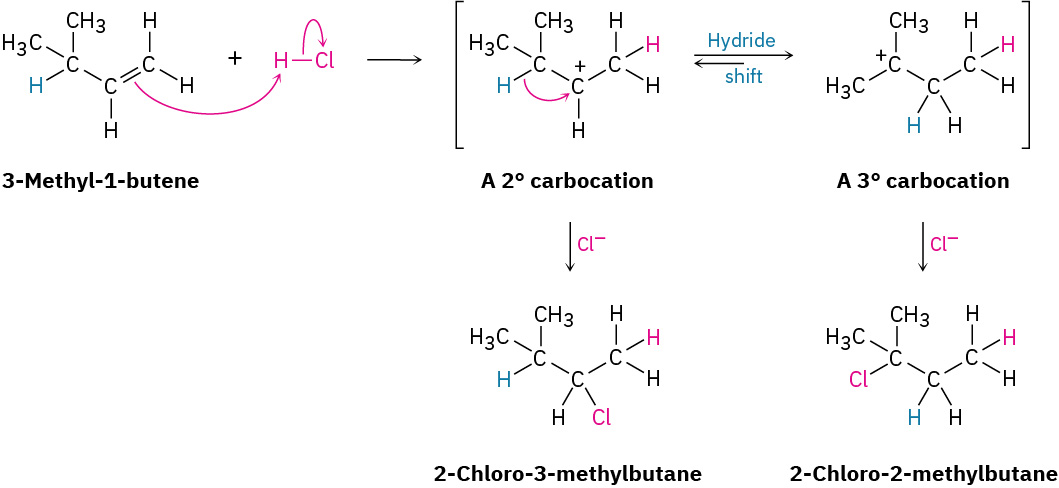 CH₃ H
H₃C
C C
H C H
H
+
H—Cl
3-Methyl-1-butene
CH₃ H
H₃C H
C + C
H C H
H
A 2° carbocation
Hydride
shift
CH₃ H
+ C C H
H₃C C H
H H
A 3° carbocation
Cl⁻
Cl⁻
CH₃ H
H₃C H
C C
H C H
H Cl
2-Chloro-3-methylbutane
CH₃ H
H₃C H
C C
Cl C H
H H
2-Chloro-2-methylbutane